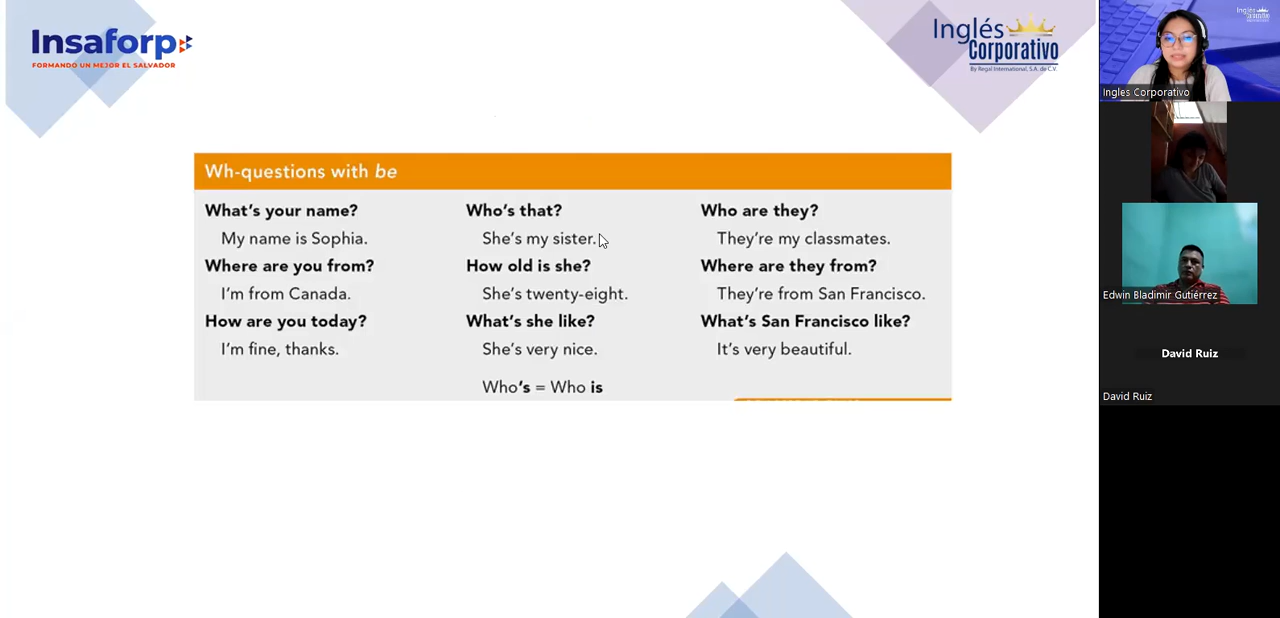 Insaforp
FORMANDO UN MEJOR EL SALVADOR
Inglés
Corporativo
By Regal International, S.A. de C.V.
Wh-questions with be
What's your name?
My name is Sophia.
Where are you from?
I'm from Canada.
How are you today?
I'm fine, thanks.
Who's that?
She's my sister.
How old is she?
She's twenty-eight.
What's she like?
She's very nice.
Who's = Who is
Who are they?
They're my classmates.
Where are they from?
They're from San Francisco.
What's San Francisco like?
It's very beautiful.
Ingles Corporativo
Edwin Bladimir Gutiérrez
David Ruiz
David Ruiz